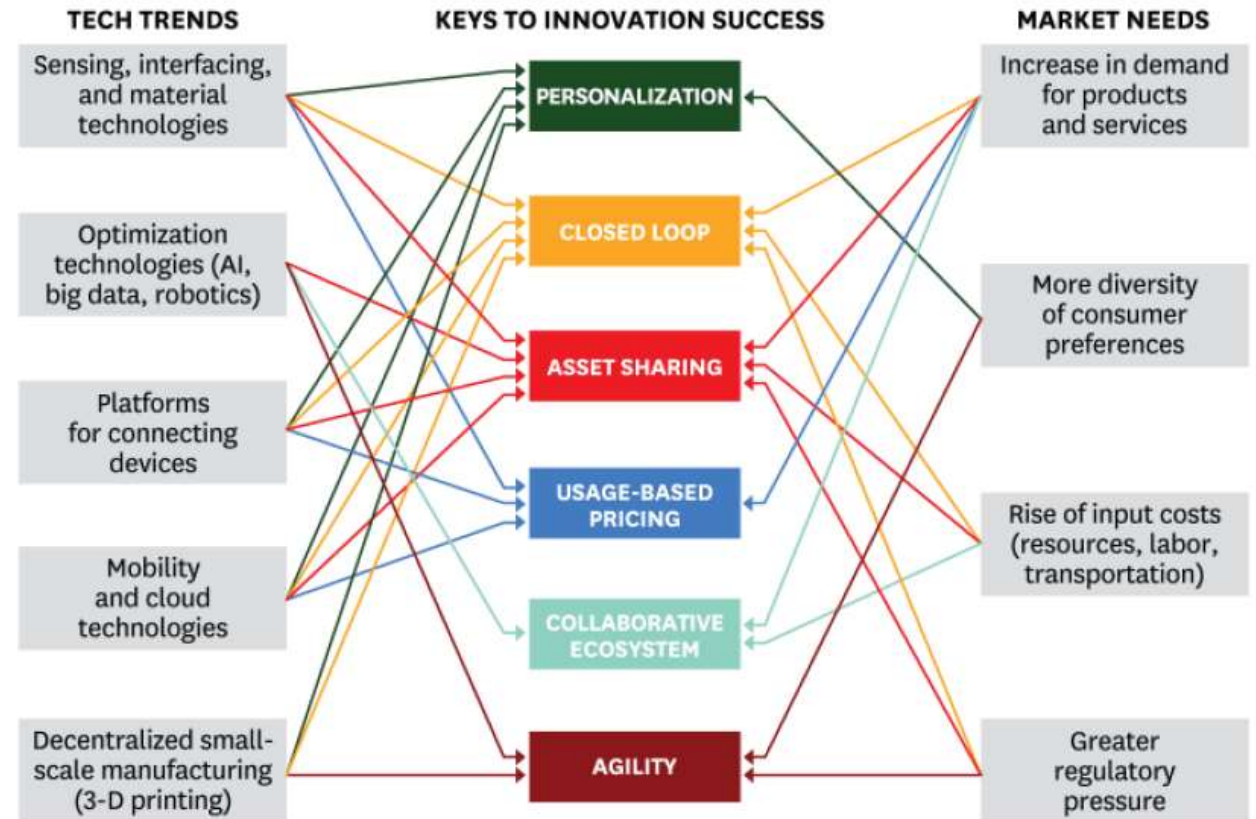 TECH TRENDS
Sensing, interfacing,
and material
technologies
Optimization
technologies (AI,
big data, robotics)
Platforms
for connecting
devices
Mobility
and cloud
technologies
Decentralized small-
scale manufacturing
(3-D printing)
KEYS TO INNOVATION SUCCESS
PERSONALIZATION
CLOSED LOOP
ASSET SHARING
USAGE-BASED
PRICING
COLLABORATIVE
ECOSYSTEM
AGILITY
MARKET NEEDS
Increase in demand
for products
and services
More diversity
of consumer
preferences
Rise of input costs
(resources, labor,
transportation)
Greater
regulatory
pressure